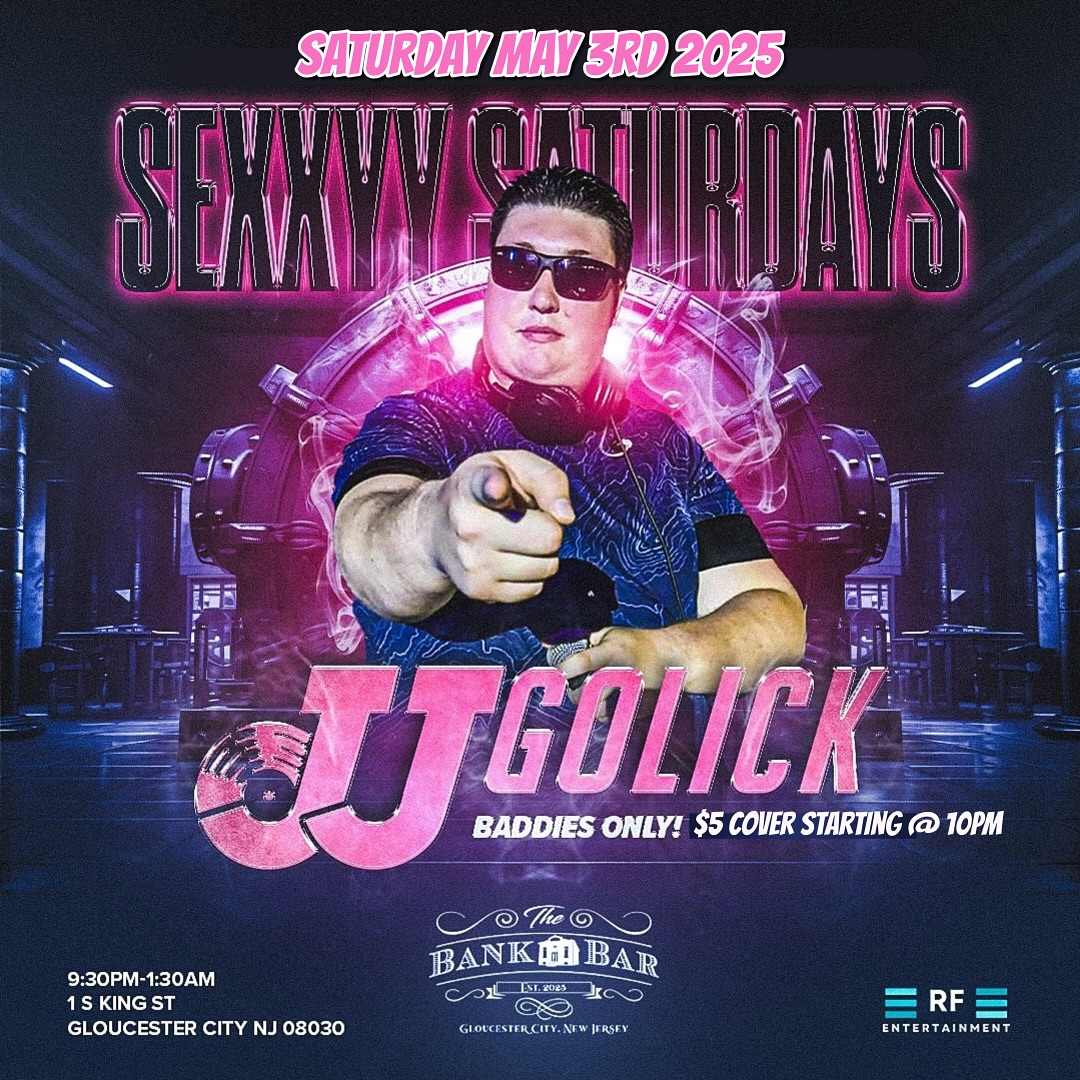 SATURDAY MAY 3RD 2025
SEXXYY SATURDAYS
JJ GOLICK
BADDIES ONLY! $5 COVER STARTING @ 10PM
The
BANK BAR
EST. 2023
GLOUCESTER CITY, NEW JERSEY
9:30PM-1:30AM
1 S KING ST
GLOUCESTER CITY NJ 08030
RF
ENTERTAINMENT